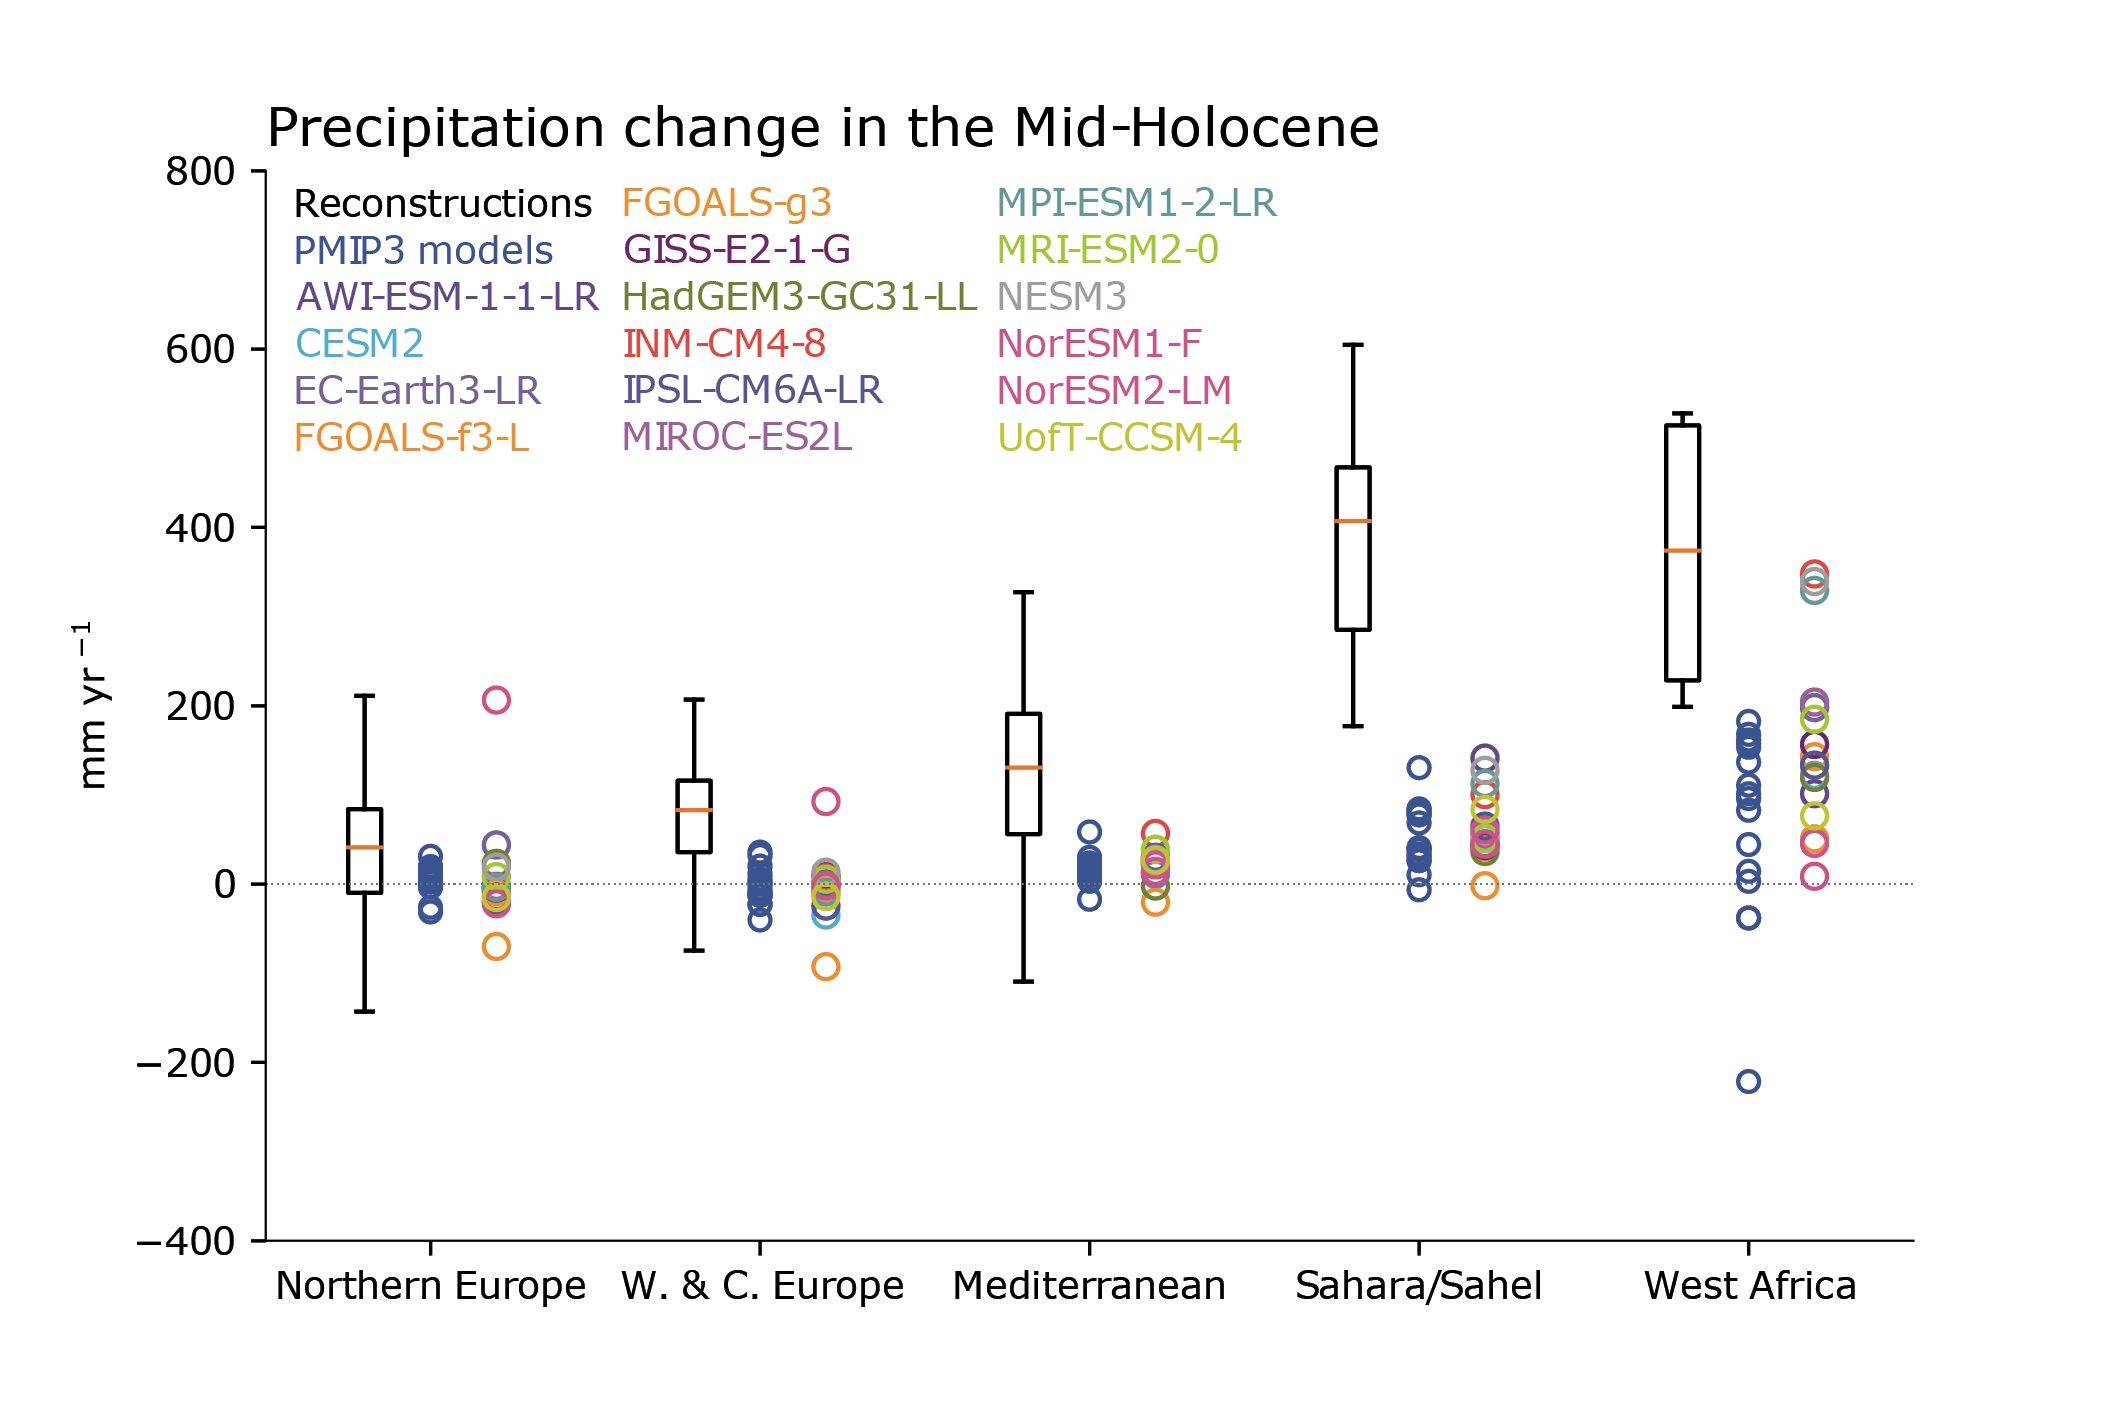 Precipitation change in the Mid-Holocene
800
600
400
200
0
−200
−400
mm yr⁻¹
Reconstructions
PMIP3 models
AWI-ESM-1-1-LR
CESM2
EC-Earth3-LR
FGOALS-f3-L
FGOALS-g3
GISS-E2-1-G
HadGEM3-GC31-LL
INM-CM4-8
IPSL-CM6A-LR
MIROC-ES2L
MPI-ESM1-2-LR
MRI-ESM2-0
NESM3
NorESM1-F
NorESM2-LM
UofT-CCSM-4
Northern Europe
W. & C. Europe
Mediterranean
Sahara/Sahel
West Africa